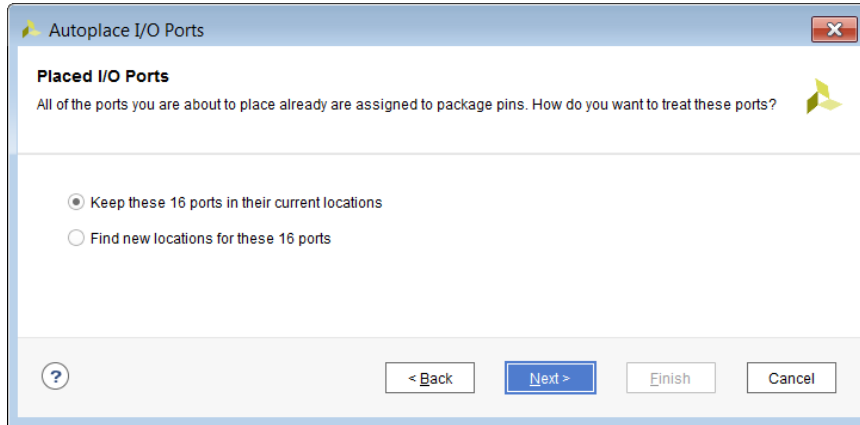 Autoplace I/O Ports
Placed I/O Ports
All of the ports you are about to place already are assigned to package pins. How do you want to treat these ports?
Keep these 16 ports in their current locations
Find new locations for these 16 ports
?
< Back
Next >
Finish
Cancel